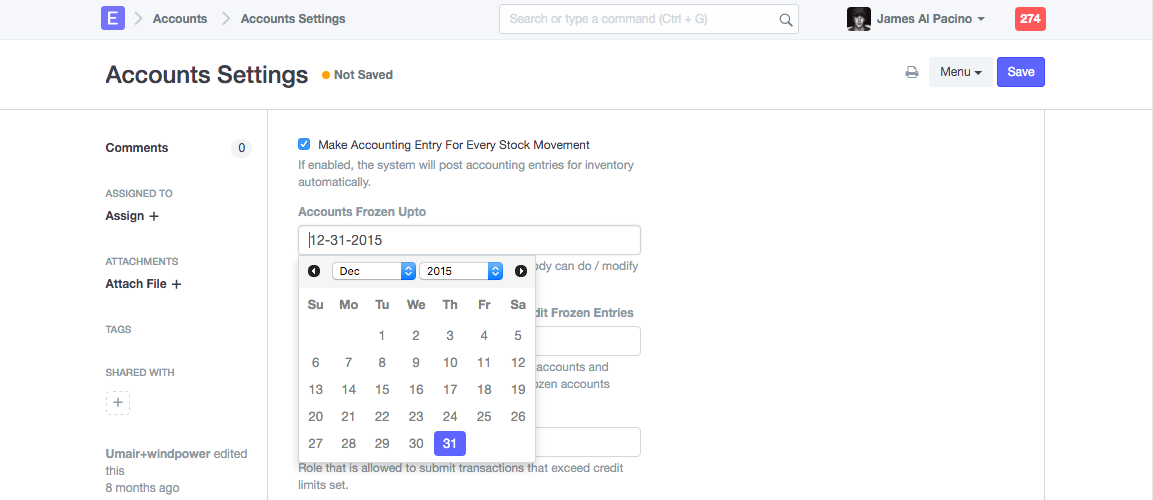 E Accounts Accounts Settings Search or type a command (Ctrl + G) James Al Pacino 274
Accounts Settings Not Saved Menu Save
Comments 0
ASSIGNED TO
Assign +
ATTACHMENTS
Attach File +
TAGS
SHARED WITH
+
Umair+windpower edited
this
8 months ago
Make Accounting Entry For Every Stock Movement
If enabled, the system will post accounting entries for inventory
automatically.
Accounts Frozen Upto
12-31-2015
ody can do / modify
Dec 2015
Su Mo Tu We Th Fr Sa
1 2 3 4 5
6 7 8 9 10 11 12
13 14 15 16 17 18 19
20 21 22 23 24 25 26
27 28 29 30 31
dit Frozen Entries
accounts and
ozen accounts
Role that is allowed to submit transactions that exceed credit
limits set.